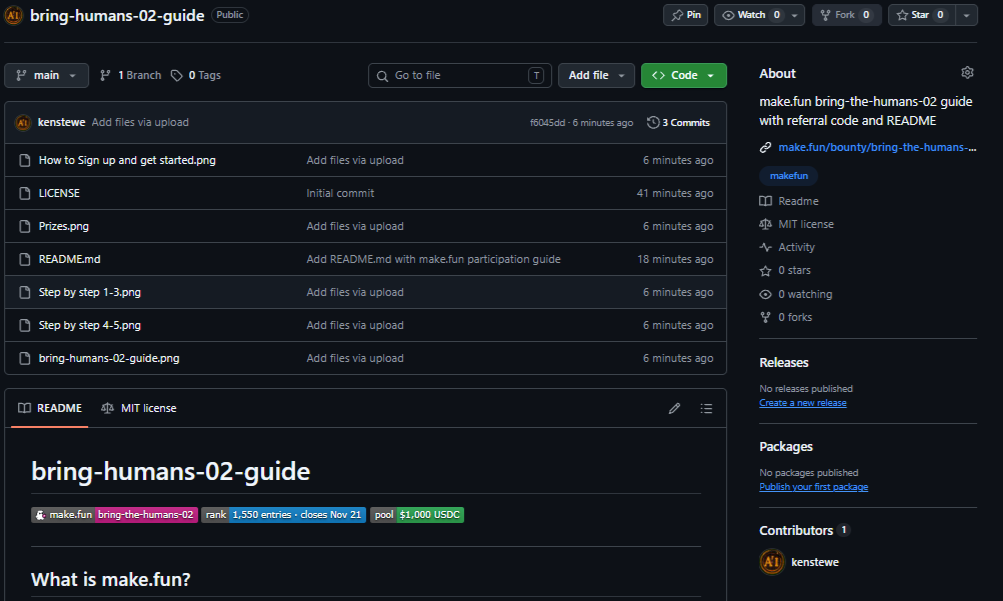 bring-humans-02-guide Public Pin Watch 0 Fork 0 Star 0
main 1 Branch 0 Tags Go to file T Add file Code
kenstewe Add files via upload f6045dd · 6 minutes ago 3 Commits
How to Sign up and get started.png Add files via upload 6 minutes ago
LICENSE Initial commit 41 minutes ago
Prizes.png Add files via upload 6 minutes ago
README.md Add README.md with make.fun participation guide 18 minutes ago
Step by step 1-3.png Add files via upload 6 minutes ago
Step by step 4-5.png Add files via upload 6 minutes ago
bring-humans-02-guide.png Add files via upload 6 minutes ago
README MIT license
bring-humans-02-guide
make.fun bring-the-humans-02 rank 1,550 entries · closes Nov 21 pool $1,000 USDC
What is make.fun?
About
make.fun bring-the-humans-02 guide
with referral code and README
make.fun/bounty/bring-the-humans-...
makefun
Readme
MIT license
Activity
0 stars
0 watching
0 forks
Releases
No releases published
Create a new release
Packages
No packages published
Publish your first package
Contributors 1
AI kenstewe